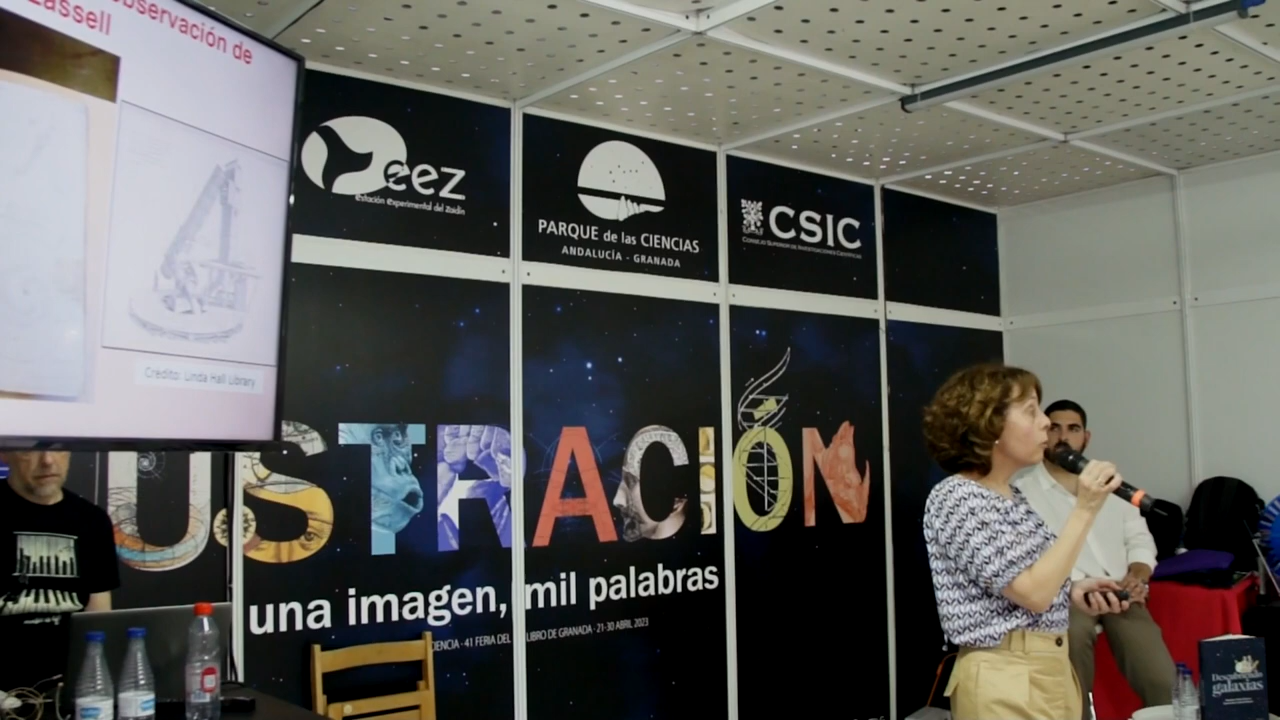 observación de
Lassell
Crédito: Linda Hall Library
eez
estación experimental del Zaidín
PARQUE de las CIENCIAS
ANDALUCÍA - GRANADA
CSIC
CONSEJO SUPERIOR DE INVESTIGACIONES CIENTÍFICAS
USTRACIÓN
una imagen, mil palabras
CIENCIA · 41 FERIA DEL LIBRO DE GRANADA · 21-30 ABRIL 2023
Descubriendo
galaxias